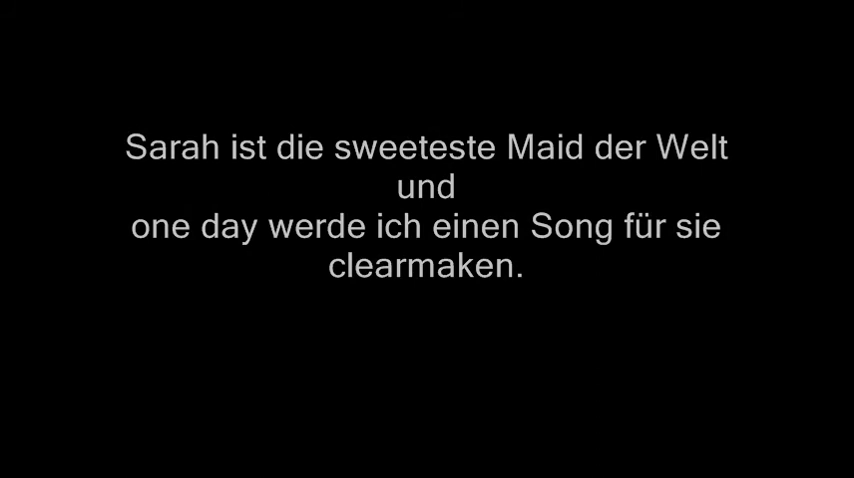 Sarah ist die sweeteste Maid der Welt
und
one day werde ich einen Song für sie
clearmaken.